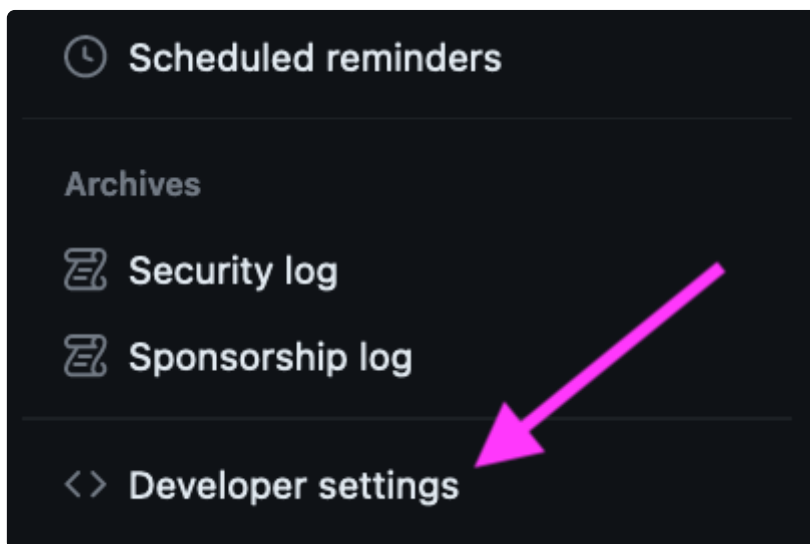 Scheduled reminders
Archives
Security log
Sponsorship log
Developer settings